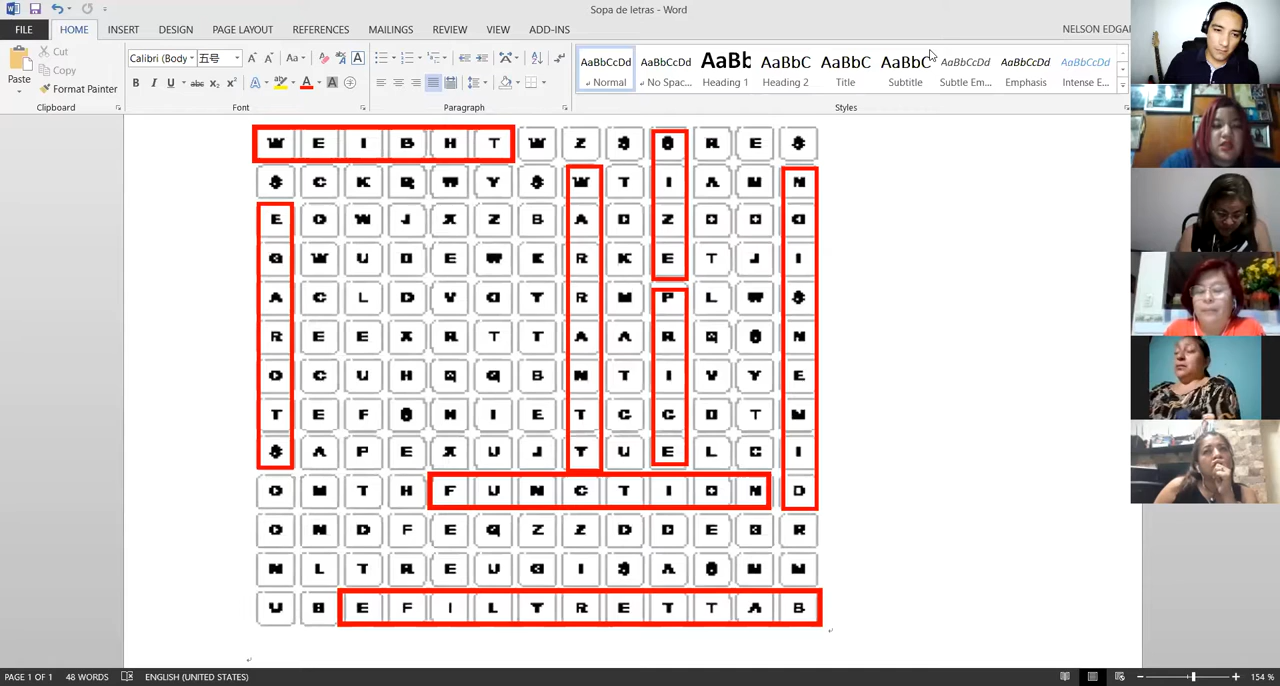 Sopa de letras - Word
FILE HOME INSERT DESIGN PAGE LAYOUT REFERENCES MAILINGS REVIEW VIEW ADD-INS NELSON EDGA
Paste
Cut
Copy
Format Painter
Clipboard
Calibri (Body 五号
Font
Paragraph
AaBbCcDd AaBbCcDd AaBb AaBbC AaBbC AaBbC AaBbCcDd AaBbCcDd AaBbCcDd
Normal No Spac... Heading 1 Heading 2 Title Subtitle Subtle Em... Emphasis Intense E...
Styles
W E I G H T W Z S S R E S
S C K R W Y S W T I A M N
E O W J X Z B A D Z O O O
G W U O E W K R K E T J I
A C L D V G Y R M P L W S
R E E X R T T A A R Q S N
O C U H Q Q B N T I V Y E
T E F S N I E T C C O T M
S A P E X U J Y U E L C I
O M T H F U N C T I O N D
O N D F E Q Z Z D D E G R
N L T R E U G I S A S M M
U B E F I L Y R E T T A B
PAGE 1 OF 1 48 WORDS ENGLISH (UNITED STATES) 154 %